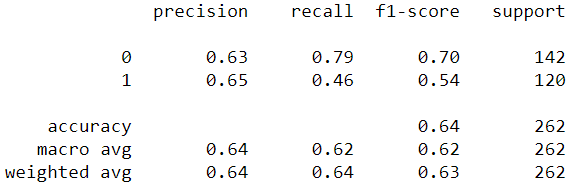 precision recall f1-score support
0 0.63 0.79 0.70 142
1 0.65 0.46 0.54 120
accuracy 0.64 262
macro avg 0.64 0.62 0.62 262
weighted avg 0.64 0.64 0.63 262